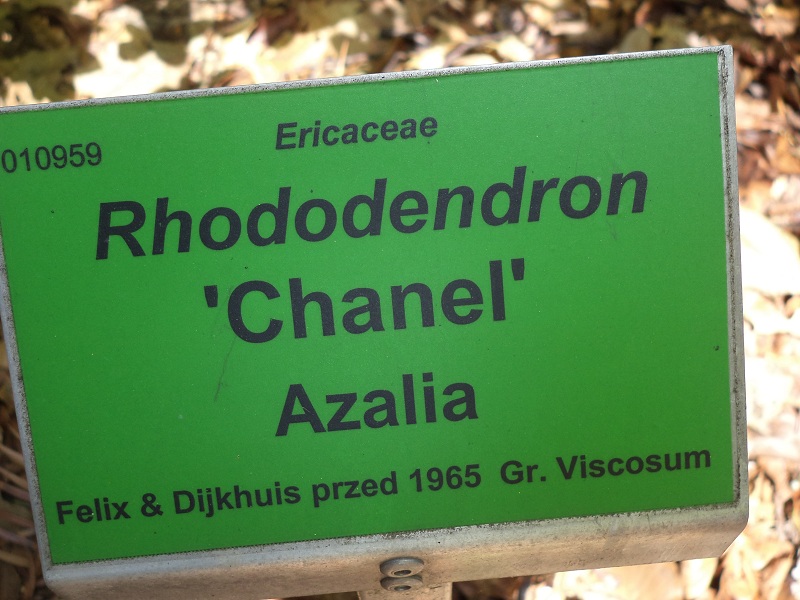 Ericaceae
010959
Rhododendron
'Chanel'
Azalia
Felix & Dijkhuis przed 1965 Gr. Viscosum